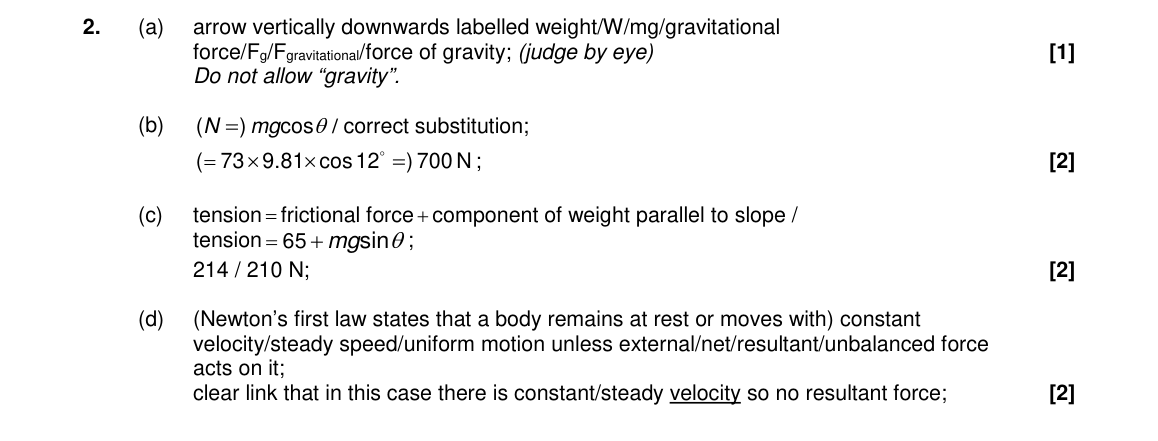 2. (a) arrow vertically downwards labelled weight/W/mg/gravitational
force/Fg/Fgravitational/force of gravity; (judge by eye) [1]
Do not allow “gravity”.
(b) (N =) mgcosθ / correct substitution;
(= 73×9.81×cos12° =) 700N; [2]
(c) tension = frictional force + component of weight parallel to slope /
tension = 65 + mgsinθ;
214 / 210 N; [2]
(d) (Newton’s first law states that a body remains at rest or moves with) constant
velocity/steady speed/uniform motion unless external/net/resultant/unbalanced force
acts on it;
clear link that in this case there is constant/steady velocity so no resultant force; [2]